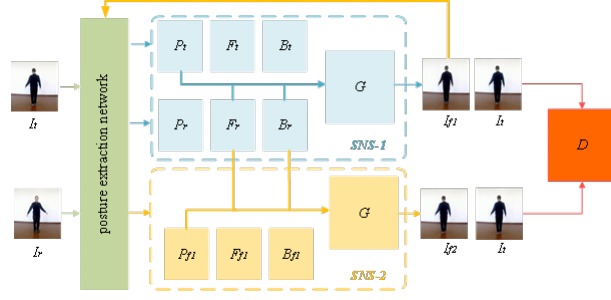 posture extraction network
It
Ir
Pt Ft Bt
Pr Fr Br
G
SNS-1
Pf1 Ff1 Bf1
G
SNS-2
If1 It
If2 It
D